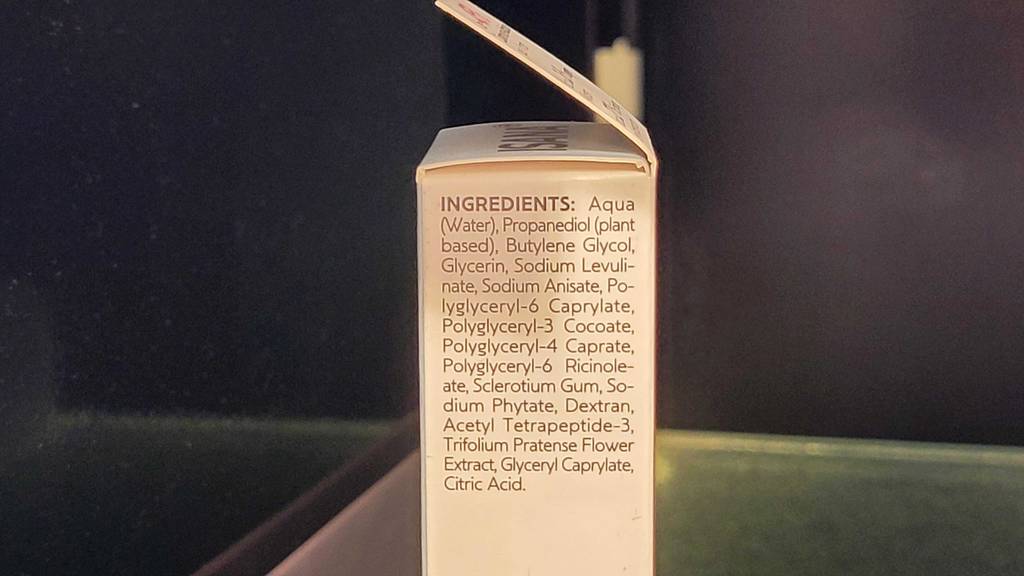 ISANA
INGREDIENTS: Aqua
(Water), Propanediol (plant
based), Butylene Glycol,
Glycerin, Sodium Levuli-
nate, Sodium Anisate, Po-
lyglyceryl-6 Caprylate,
Polyglyceryl-3 Cocoate,
Polyglyceryl-4 Caprate,
Polyglyceryl-6 Ricinole-
ate, Sclerotium Gum, So-
dium Phytate, Dextran,
Acetyl Tetrapeptide-3,
Trifolium Pratense Flower
Extract, Glyceryl Caprylate,
Citric Acid.